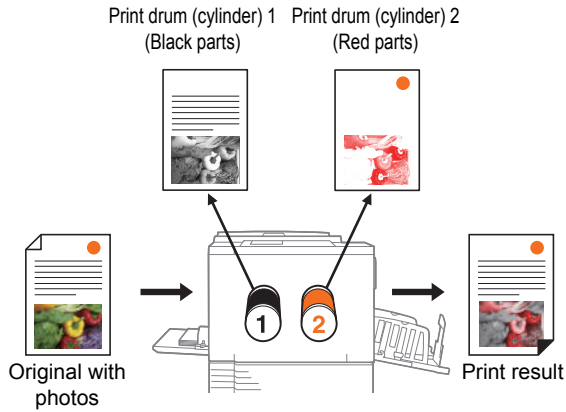 Print drum (cylinder) 1
(Black parts)
Print drum (cylinder) 2
(Red parts)
1
2
Original with
photos
Print result